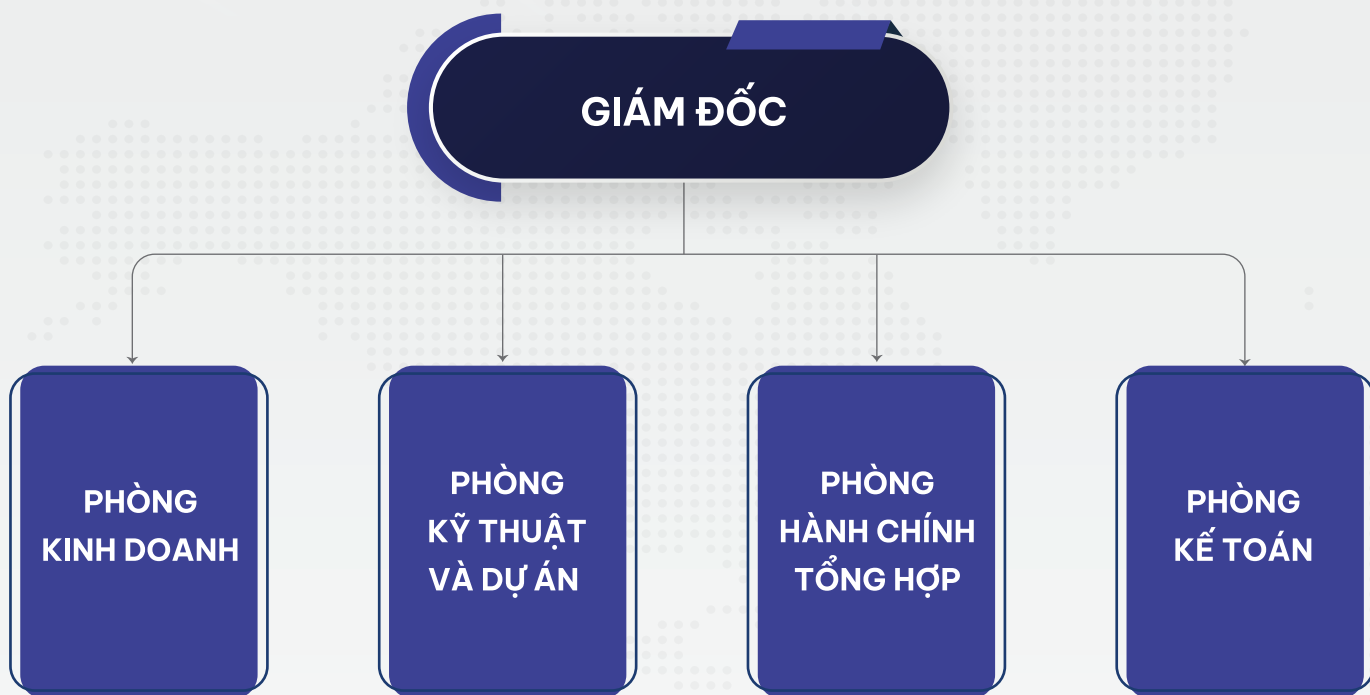 GIÁM ĐỐC
PHÒNG
KINH DOANH
PHÒNG
KỸ THUẬT
VÀ DỰ ÁN
PHÒNG
HÀNH CHÍNH
TỔNG HỢP
PHÒNG
KẾ TOÁN